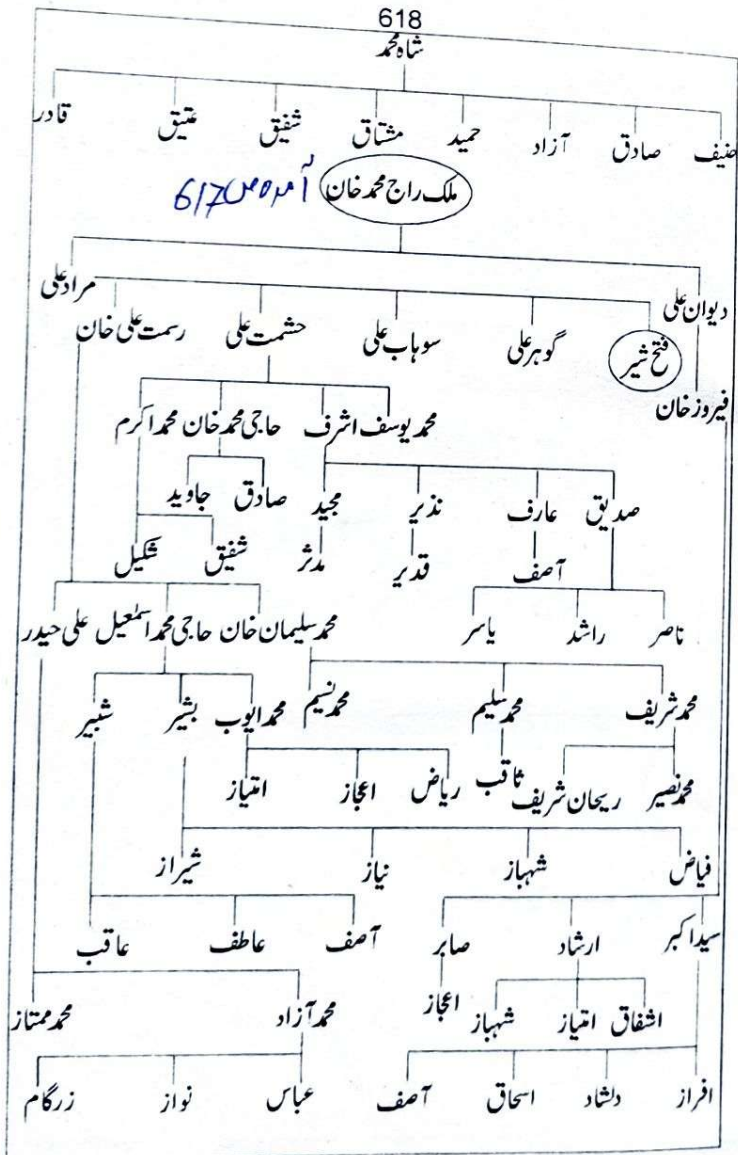 618
شاہ محمد
حنیف صادق آزاد حمید مشتاق شفیق عتیق قادر
ملک راج محمد خان آمدہ ص 617
دیوان علی مراد علی
فتح شیر گوہر علی سوہاب علی حشمت علی رسمت علی خان
فیروز خان
محمد یوسف اشرف حاجی محمد خان محمد اکرم
صدیق عارف نذیر مجید صادق جاوید
آصف قدیر مدثر شفیق شکیل
ناصر راشد یاسر محمد سلیمان خان حاجی محمد اسمٰعیل علی حیدر
محمد شریف محمد سلیم محمد نسیم محمد ایوب بشیر شبیر
محمد نصیر ریحان شریف ثاقب ریاض اعجاز امتیاز
فیاض شہباز نیاز شیراز
سید اکبر ارشاد صابر آصف عاطف عاقب
اشفاق امتیاز شہباز اعجاز محمد آزاد محمد ممتاز
افراز دلشاد اسحاق آصف عباس نواز زرگام